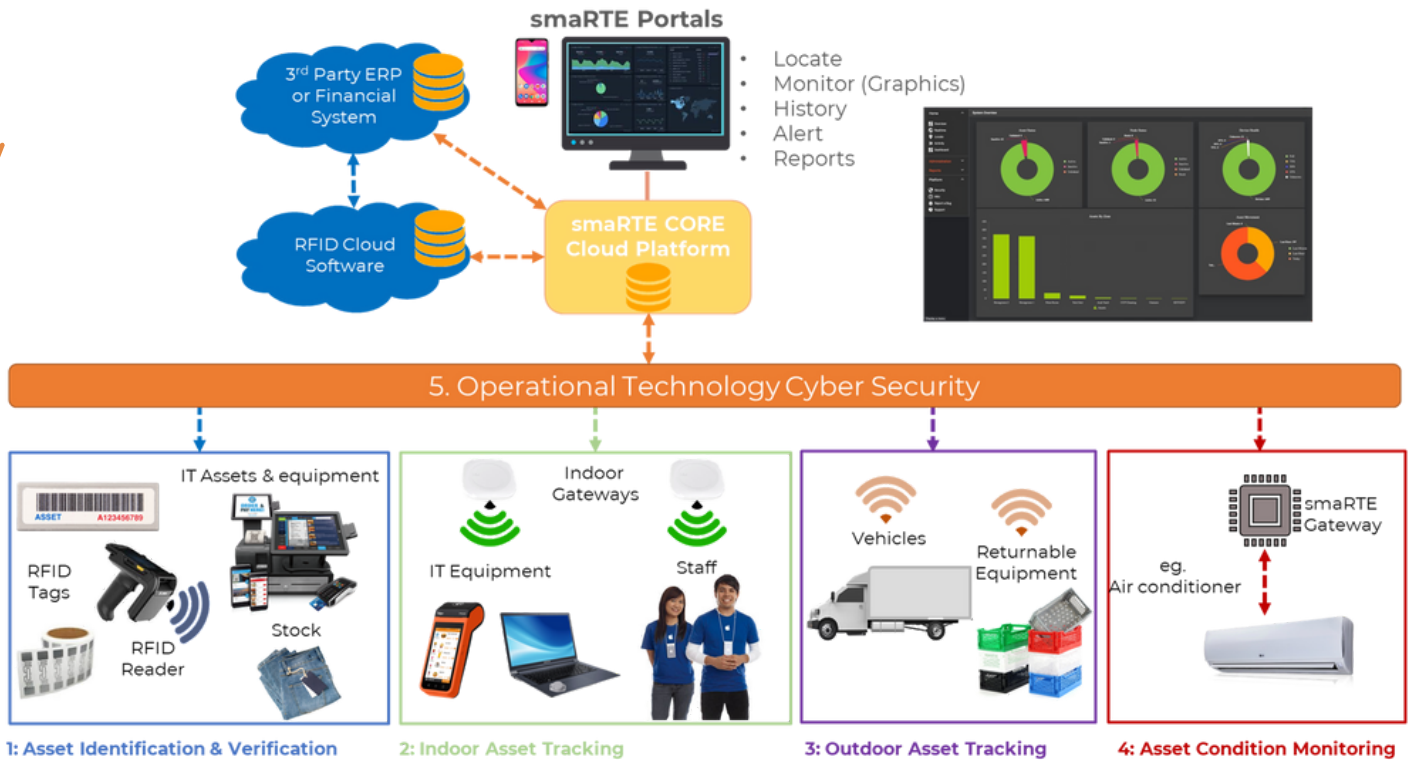 smaRTE Portals
3rd Party ERP
or Financial
System
• Locate
• Monitor (Graphics)
• History
• Alert
• Reports
RFID Cloud
Software
smaRTE CORE
Cloud Platform
5. Operational Technology Cyber Security
IT Assets & equipment
ASSET A123456789
RFID
Tags
RFID
Reader
Stock
Indoor
Gateways
IT Equipment
Staff
Vehicles
Returnable
Equipment
smaRTE
Gateway
eg.
Air conditioner
1: Asset Identification & Verification
2: Indoor Asset Tracking
3: Outdoor Asset Tracking
4: Asset Condition Monitoring